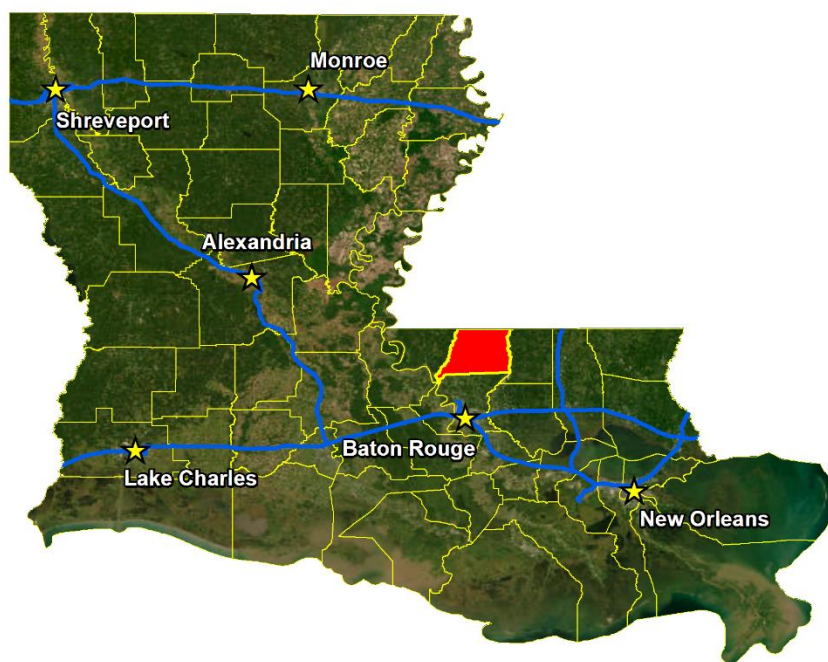 Monroe
Shreveport
Alexandria
Baton Rouge
Lake Charles
New Orleans